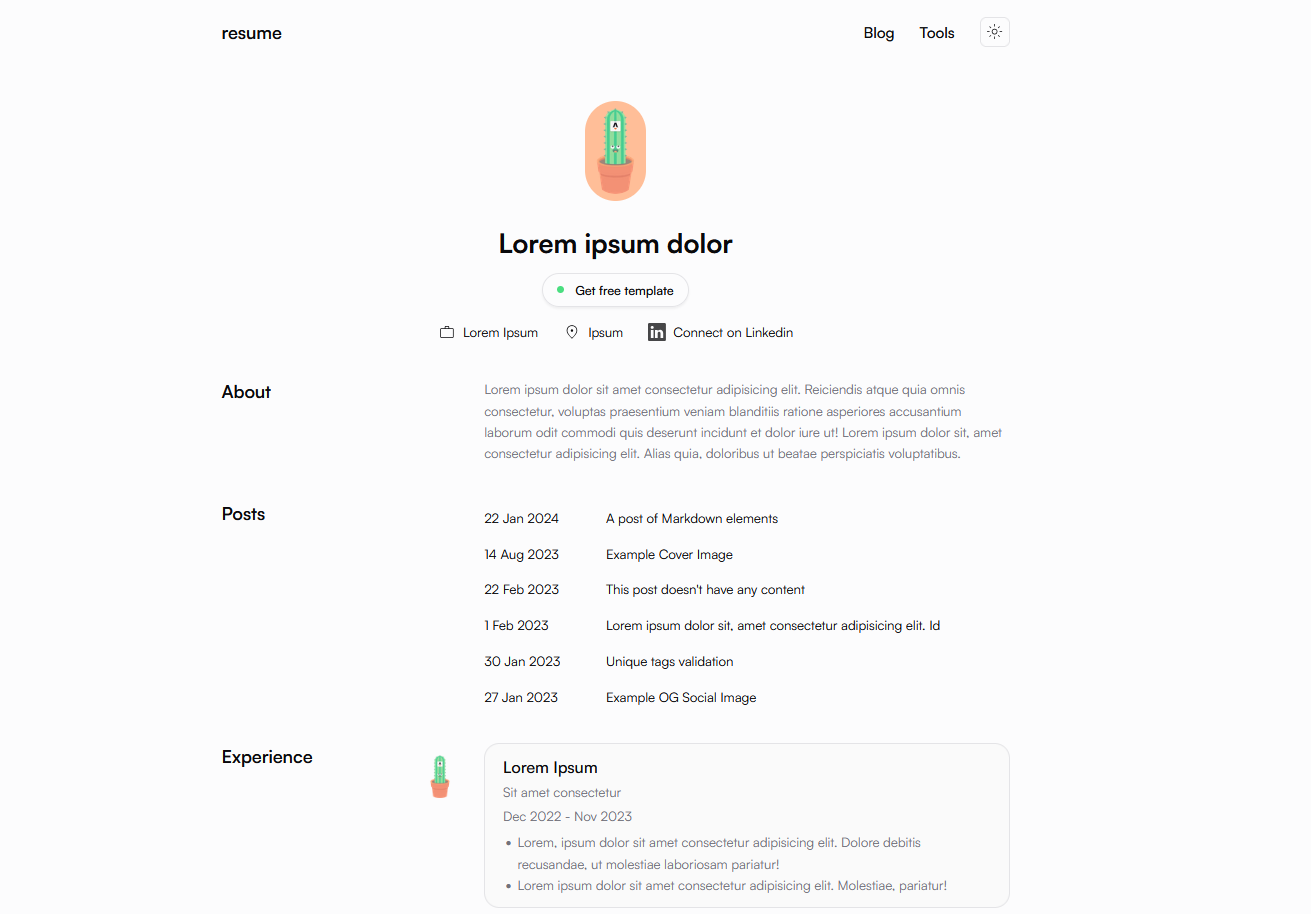 resume
Blog
Tools
Lorem ipsum dolor
Get free template
Lorem Ipsum
Ipsum
Connect on Linkedin
About
Lorem ipsum dolor sit amet consectetur adipisicing elit. Reiciendis atque quia omnis
consectetur, voluptas praesentium veniam blanditiis ratione asperiores accusantium
laborum odit commodi quis deserunt incidunt et dolor iure ut! Lorem ipsum dolor sit, amet
consectetur adipisicing elit. Alias quia, doloribus ut beatae perspiciatis voluptatibus.
Posts
22 Jan 2024 A post of Markdown elements
14 Aug 2023 Example Cover Image
22 Feb 2023 This post doesn't have any content
1 Feb 2023 Lorem ipsum dolor sit, amet consectetur adipisicing elit. Id
30 Jan 2023 Unique tags validation
27 Jan 2023 Example OG Social Image
Experience
Lorem Ipsum
Sit amet consectetur
Dec 2022 - Nov 2023
• Lorem, ipsum dolor sit amet consectetur adipisicing elit. Dolore debitis
recusandae, ut molestiae laboriosam pariatur!
• Lorem ipsum dolor sit amet consectetur adipisicing elit. Molestiae, pariatur!